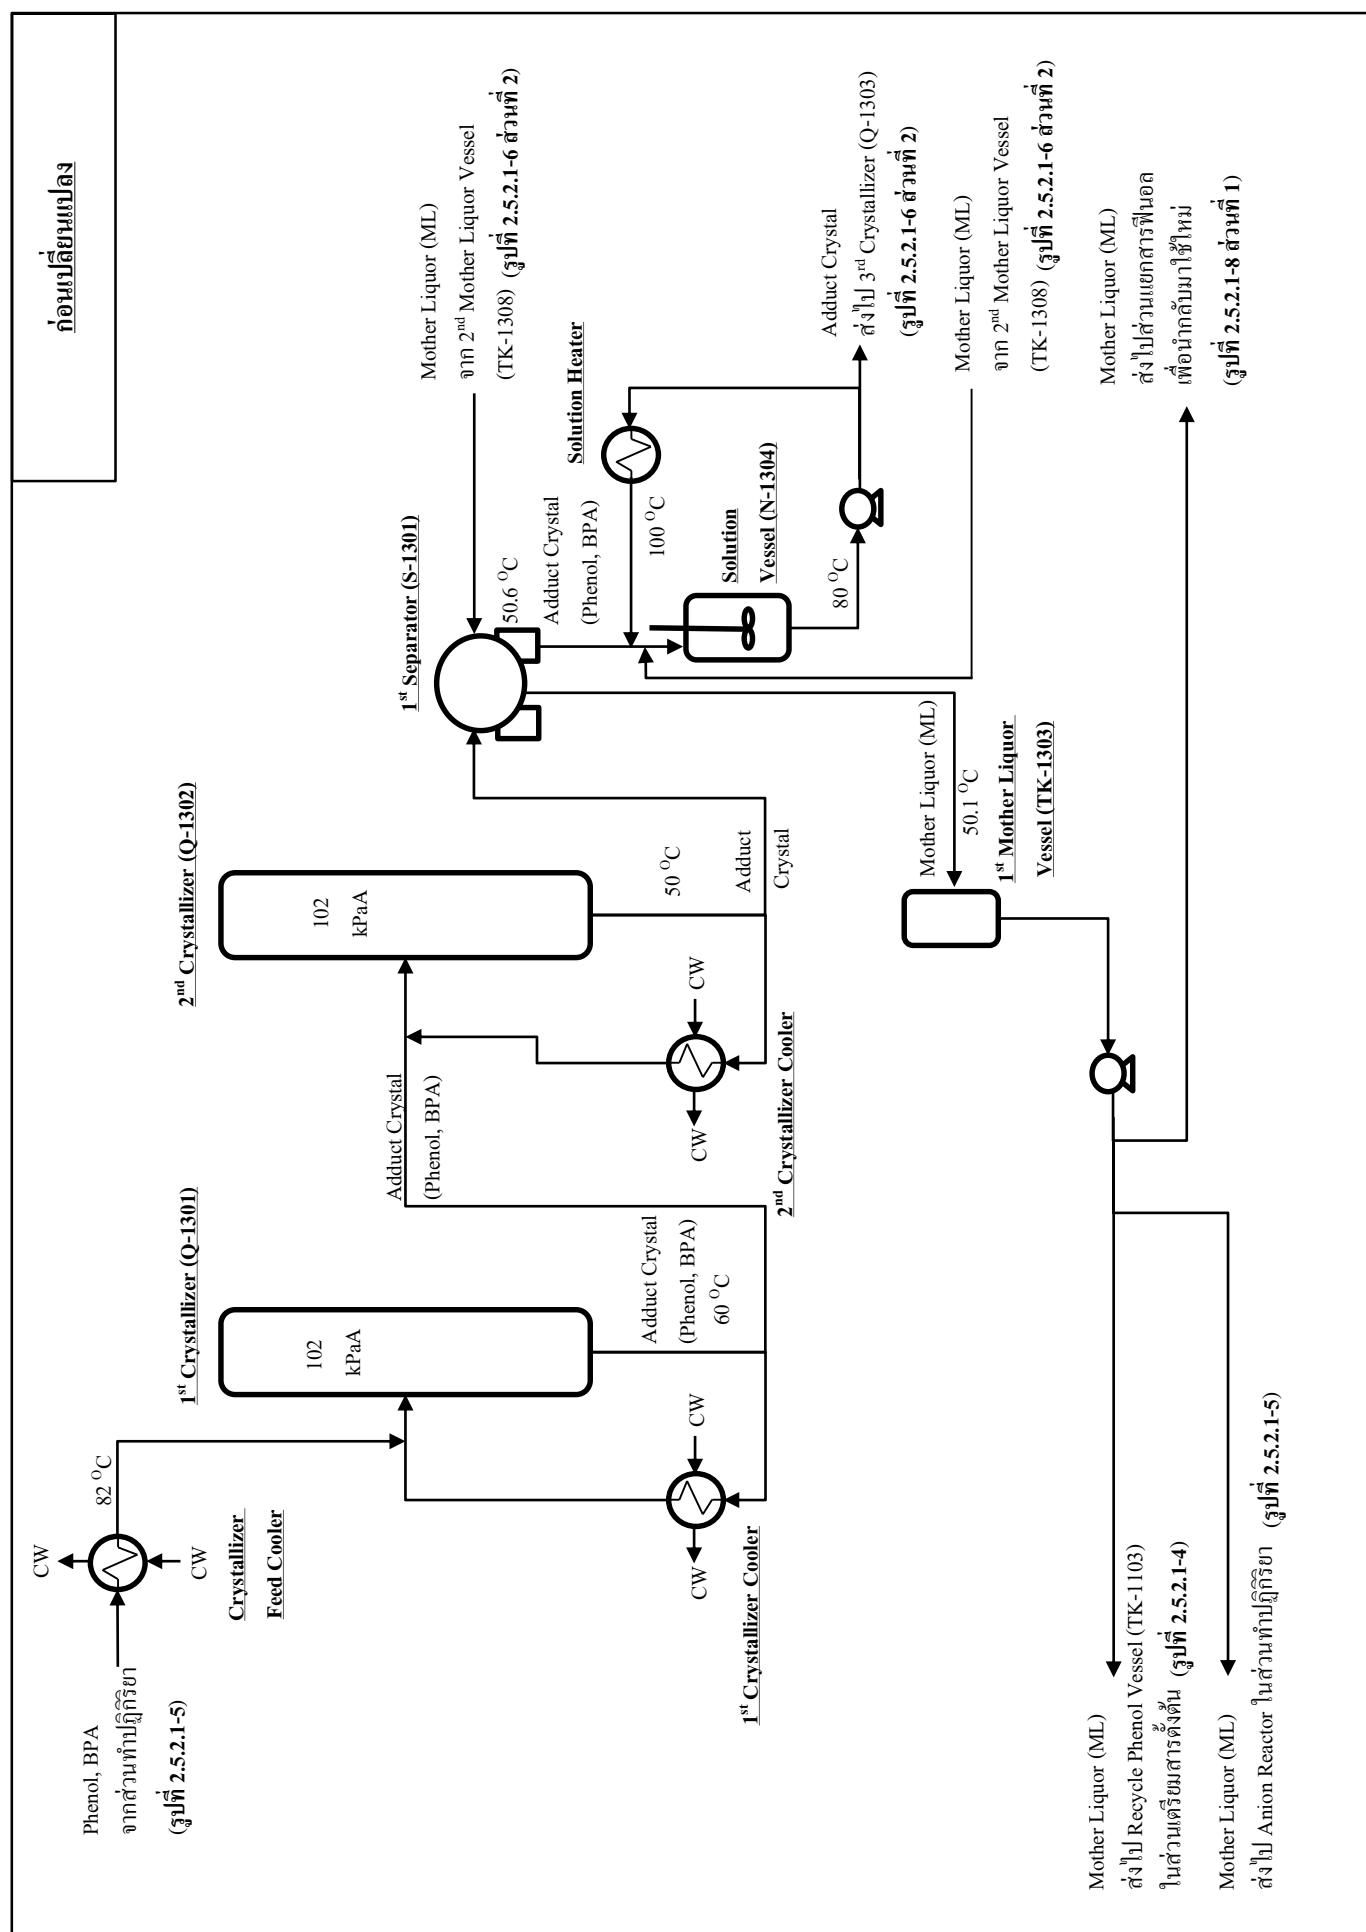 ก่อนเปลี่ยนแปลง
Phenol, BPA
จากส่วนทำปฏิกิริยา
(รูปที่ 2.5.2.1-5)
CW
CW
82 °C
Crystallizer
Feed Cooler
1st Crystallizer (Q-1301)
102
kPaA
Adduct Crystal
(Phenol, BPA)
60 °C
CW
CW
1st Crystallizer Cooler
Adduct Crystal
(Phenol, BPA)
2nd Crystallizer (Q-1302)
102
kPaA
50 °C
Adduct
Crystal
CW
CW
2nd Crystallizer Cooler
1st Separator (S-1301)
Mother Liquor (ML)
จาก 2nd Mother Liquor Vessel
(TK-1308) (รูปที่ 2.5.2.1-6 ส่วนที่ 2)
50.6 °C
Adduct Crystal
(Phenol, BPA)
Solution Heater
100 °C
Solution
Vessel (N-1304)
80 °C
Adduct Crystal
ส่งไป 3rd Crystallizer (Q-1303)
(รูปที่ 2.5.2.1-6 ส่วนที่ 2)
Mother Liquor (ML)
จาก 2nd Mother Liquor Vessel
(TK-1308) (รูปที่ 2.5.2.1-6 ส่วนที่ 2)
Mother Liquor (ML)
50.1 °C
1st Mother Liquor
Vessel (TK-1303)
Mother Liquor (ML)
ส่งไปส่วนแยกสารฟีนอล
เพื่อนำกลับมาใช้ใหม่
(รูปที่ 2.5.2.1-8 ส่วนที่ 1)
Mother Liquor (ML)
ส่งไป Recycle Phenol Vessel (TK-1103)
ในส่วนเตรียมสารตั้งต้น (รูปที่ 2.5.2.1-4)
Mother Liquor (ML)
ส่งไป Anion Reactor ในส่วนทำปฏิกิริยา (รูปที่ 2.5.2.1-5)